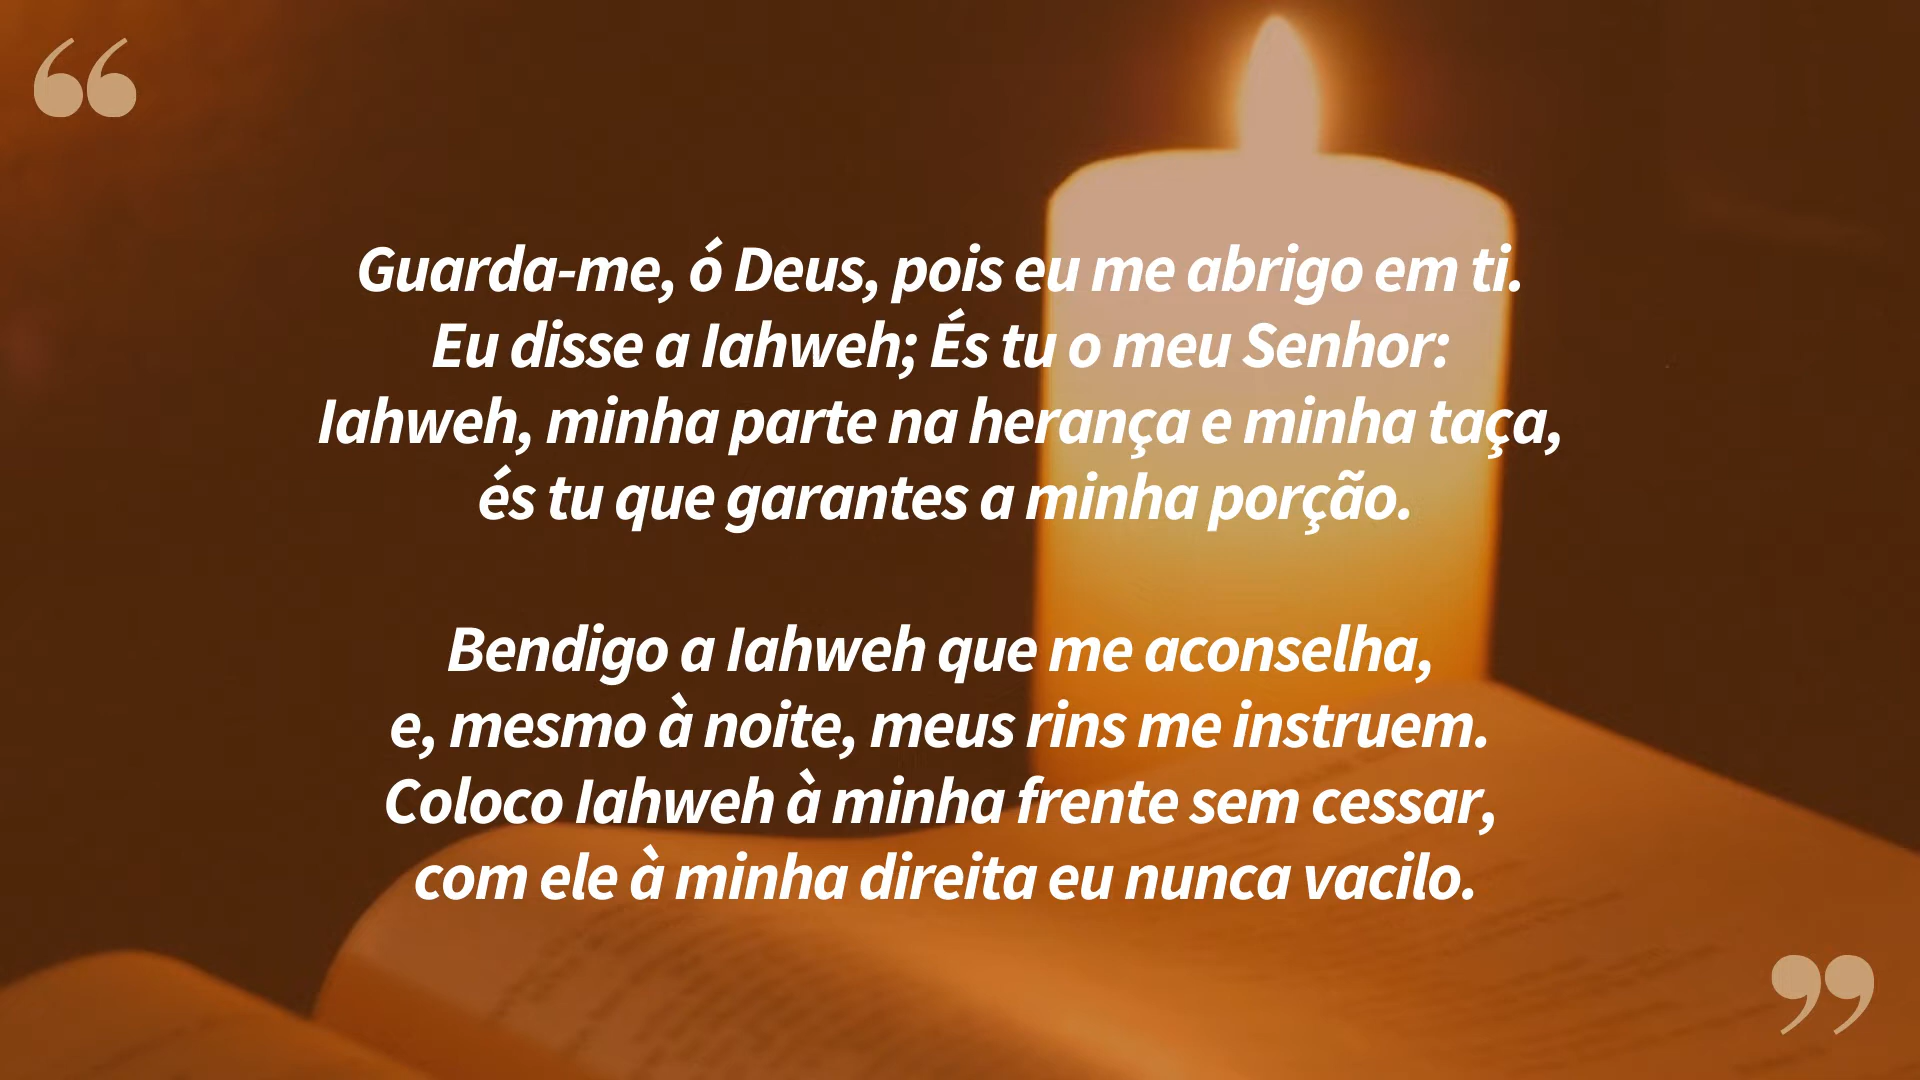 “
Guarda-me, ó Deus, pois eu me abrigo em ti.
Eu disse a Iahweh; És tu o meu Senhor:
Iahweh, minha parte na herança e minha taça,
és tu que garantes a minha porção.
Bendigo a Iahweh que me aconselha,
e, mesmo à noite, meus rins me instruem.
Coloco Iahweh à minha frente sem cessar,
com ele à minha direita eu nunca vacilo.
”